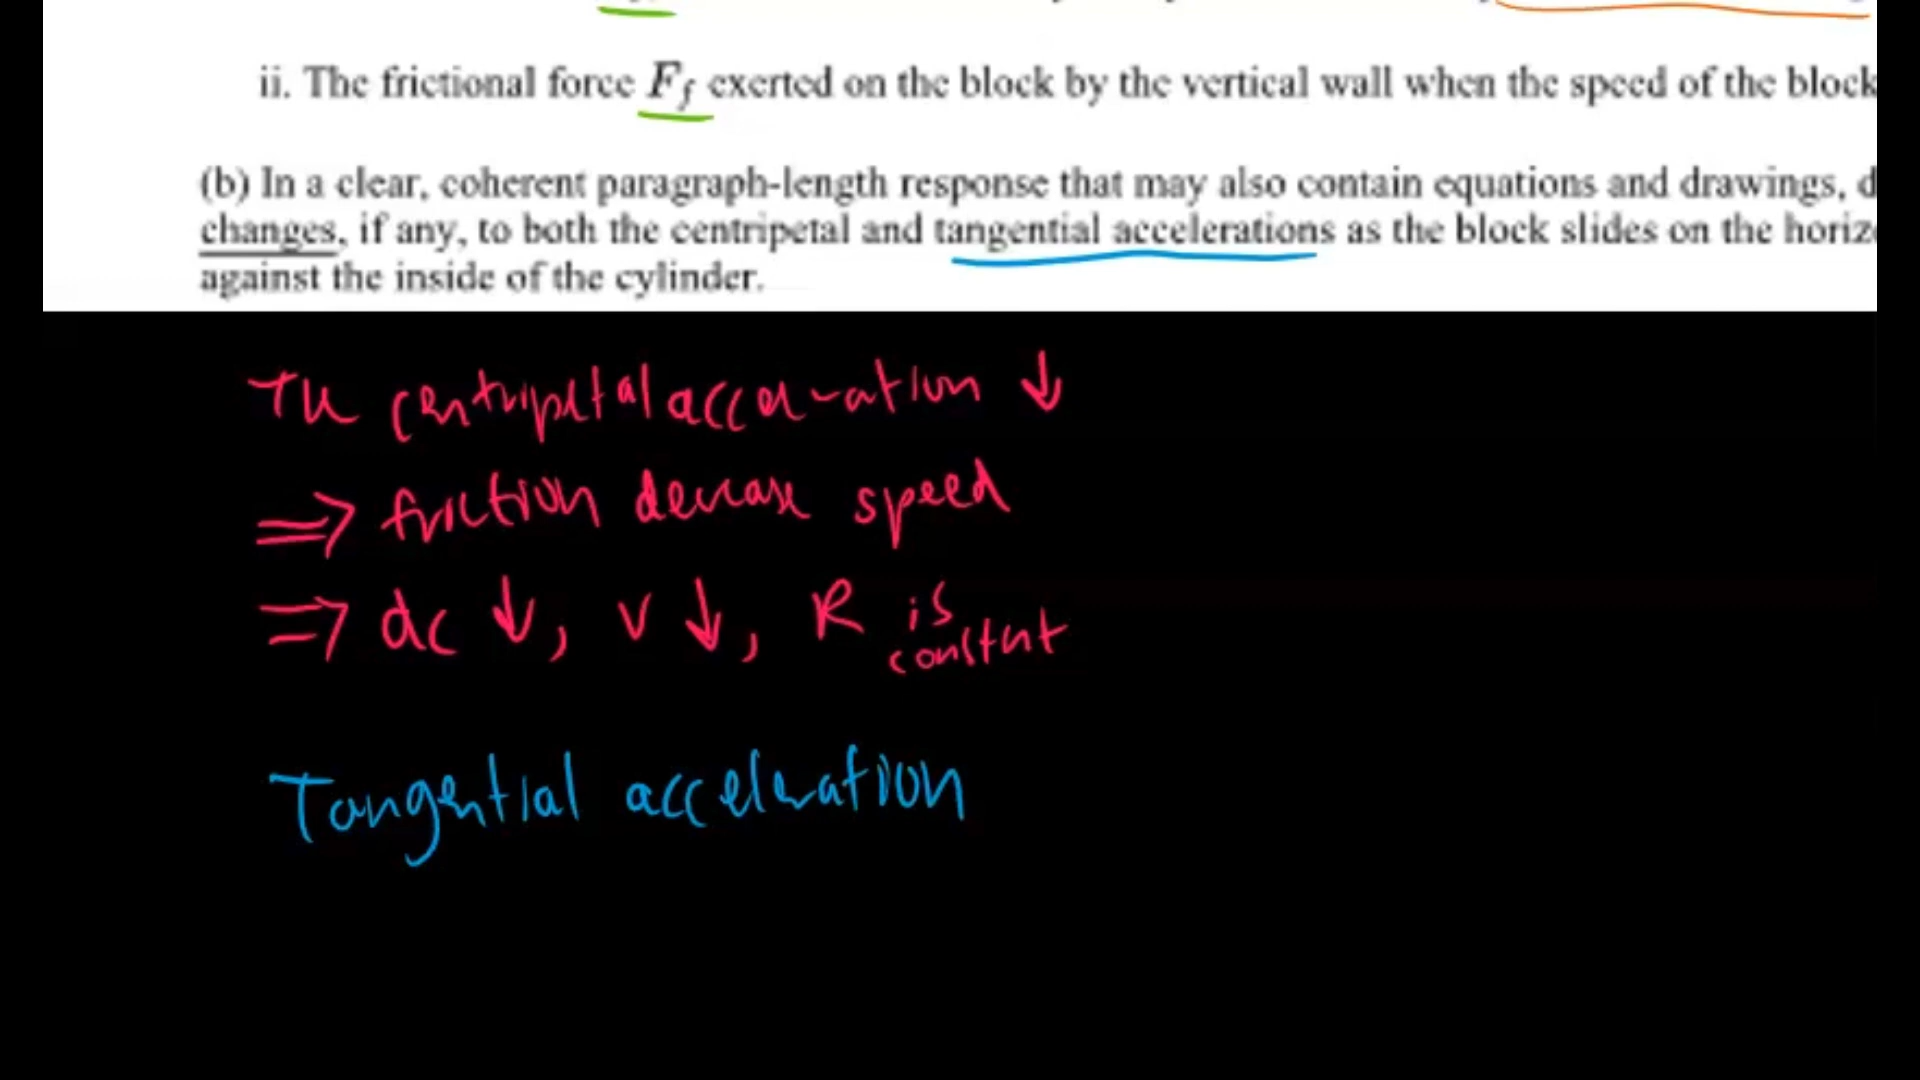 ii. The frictional force Ff exerted on the block by the vertical wall when the speed of the block
(b) In a clear, coherent paragraph-length response that may also contain equations and drawings, d
changes, if any, to both the centripetal and tangential accelerations as the block slides on the horiz
against the inside of the cylinder.
The centripetal acceleration ↓
⇒ friction decrease speed
⇒ ac ↓, v ↓, R is constant
Tangential acceleration